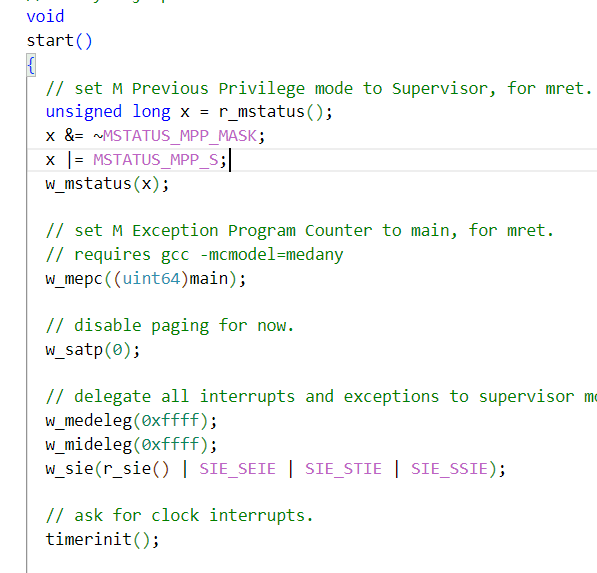 void
start()
{
// set M Previous Privilege mode to Supervisor, for mret.
unsigned long x = r_mstatus();
x &= ~MSTATUS_MPP_MASK;
x |= MSTATUS_MPP_S;
w_mstatus(x);
// set M Exception Program Counter to main, for mret.
// requires gcc -mcmodel=medany
w_mepc((uint64)main);
// disable paging for now.
w_satp(0);
// delegate all interrupts and exceptions to supervisor
w_medeleg(0xffff);
w_mideleg(0xffff);
w_sie(r_sie() | SIE_SEIE | SIE_STIE | SIE_SSIE);
// ask for clock interrupts.
timerinit();